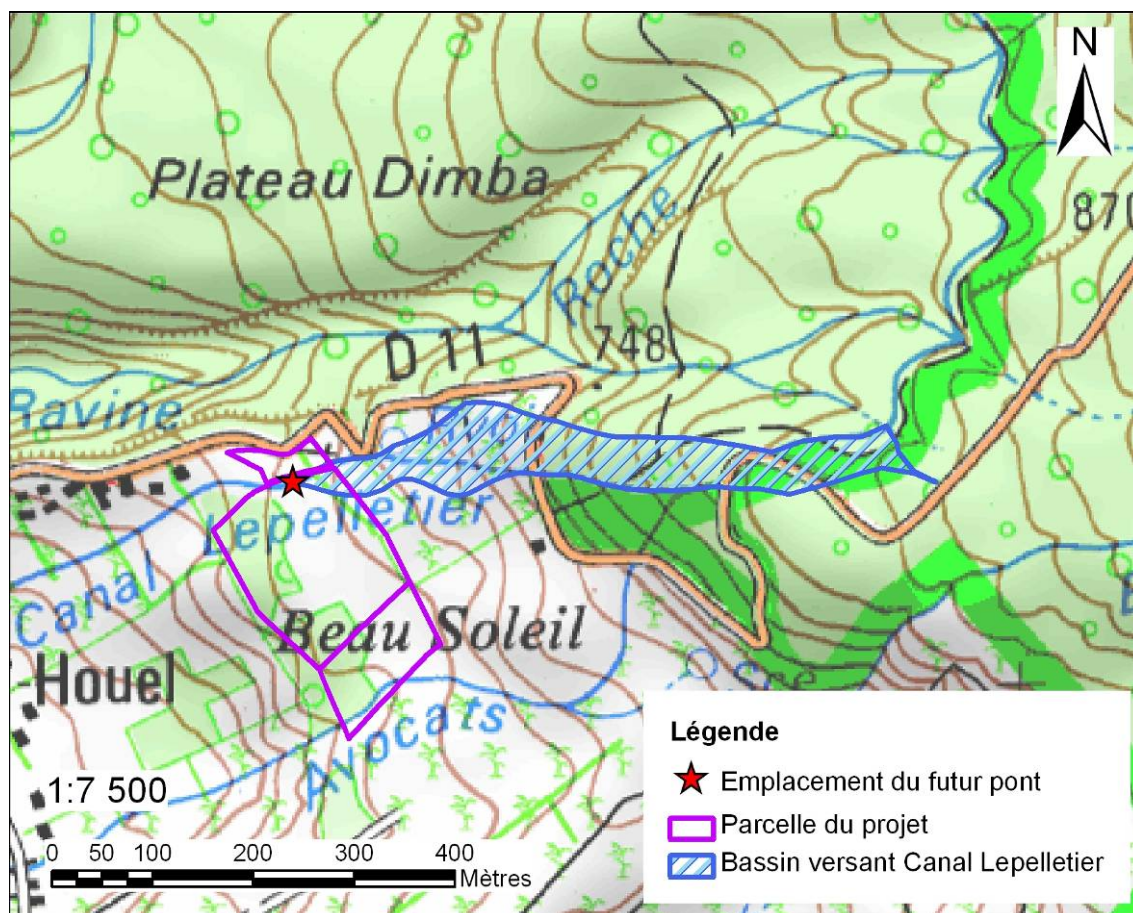 N
Plateau Dimba
870
Roche
748
D 11
Ravine
Lepelletier
Canal
Beau Soleil
Houel
Avocats
Légende
Emplacement du futur pont
Parcelle du projet
Bassin versant Canal Lepelletier
1:7 500
0 50 100 200 300 400
Mètres